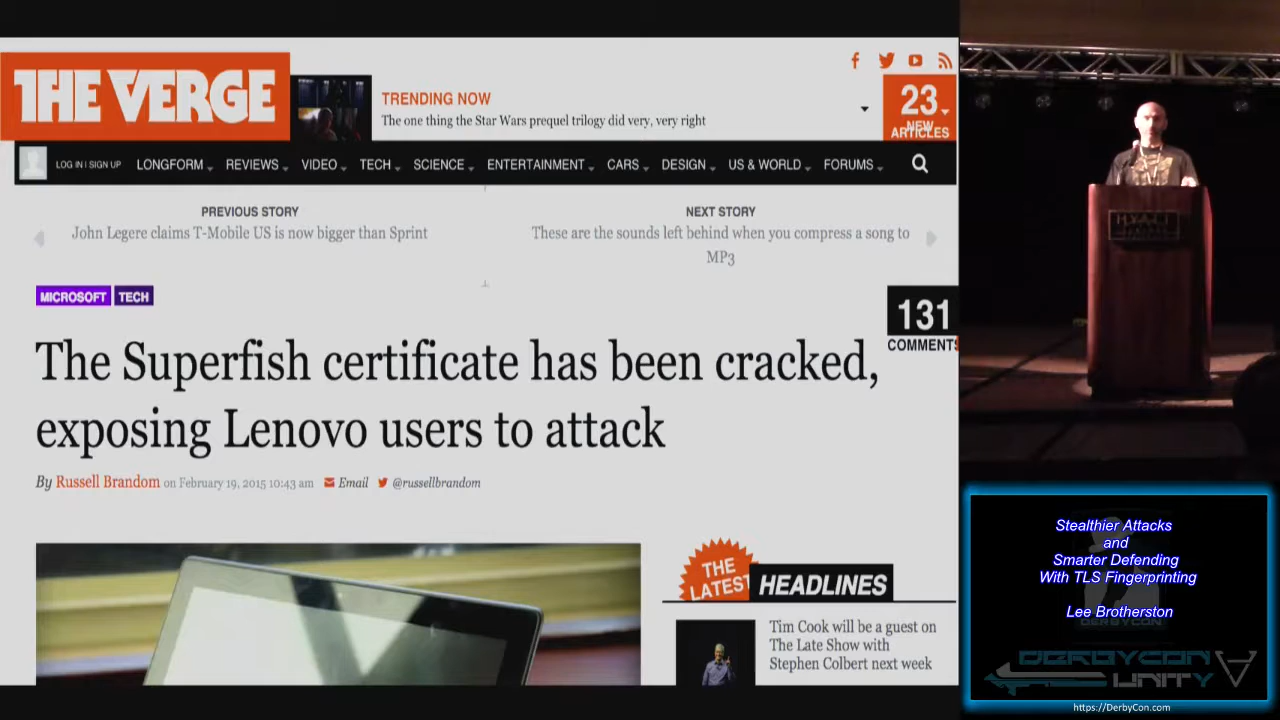 THE VERGE
TRENDING NOW
The one thing the Star Wars prequel trilogy did very, very right
23
NEW
ARTICLES
LOG IN | SIGN UP
LONGFORM
REVIEWS
VIDEO
TECH
SCIENCE
ENTERTAINMENT
CARS
DESIGN
US & WORLD
FORUMS
PREVIOUS STORY
John Legere claims T-Mobile US is now bigger than Sprint
NEXT STORY
These are the sounds left behind when you compress a song to
MP3
MICROSOFT TECH
131
COMMENTS
The Superfish certificate has been cracked,
exposing Lenovo users to attack
By Russell Brandom on February 19, 2015 10:43 am Email @russellbrandom
THE
LATEST
HEADLINES
Tim Cook will be a guest on
The Late Show with
Stephen Colbert next week
HYATT
Stealthier Attacks
and
Smarter Defending
With TLS Fingerprinting
Lee Brotherston
DERBYCON
DERBYCON
UNITY
https://DerbyCon.com